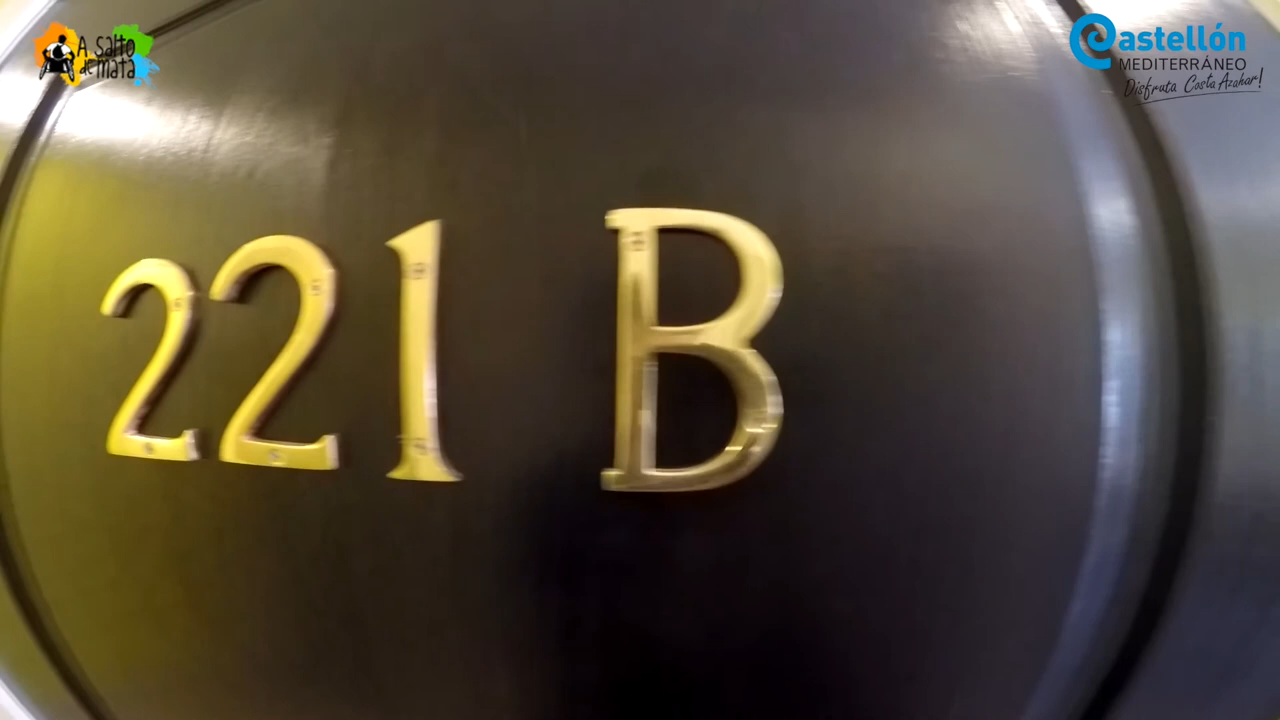 A SALTO
de mata
Castellón
MEDITERRÁNEO
Disfruta Costa Azahar!
221 B